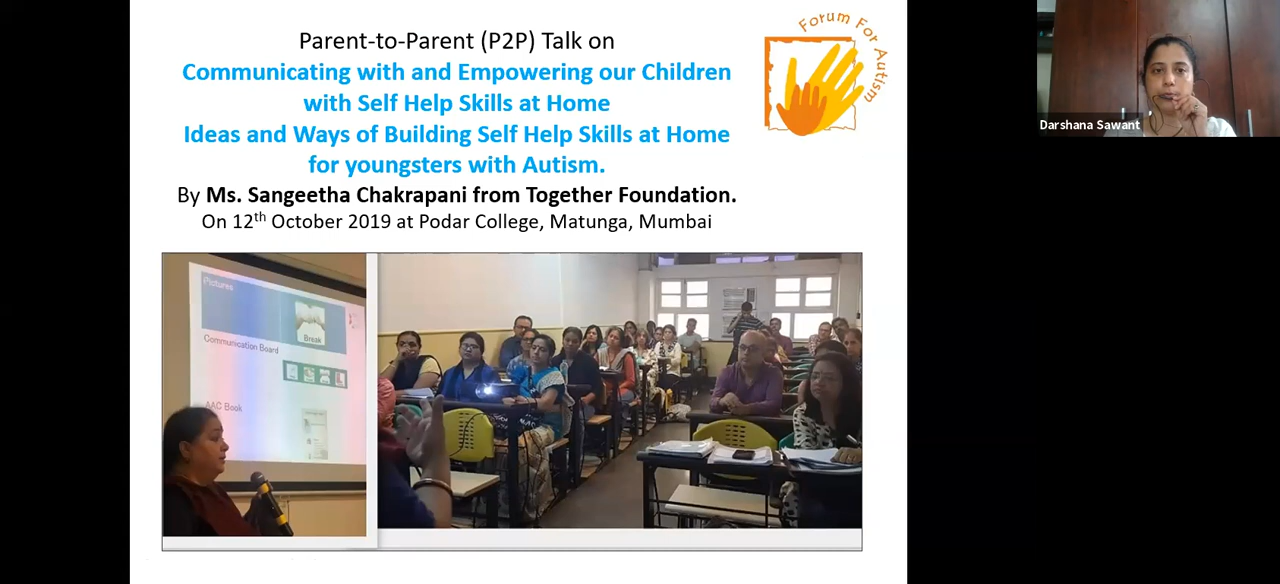 Parent-to-Parent (P2P) Talk on
Communicating with and Empowering our Children
with Self Help Skills at Home
Ideas and Ways of Building Self Help Skills at Home
for youngsters with Autism.
By Ms. Sangeetha Chakrapani from Together Foundation.
On 12th October 2019 at Podar College, Matunga, Mumbai
Forum For Autism
Darshana Sawant
Pictures
Break
Communication Board
AAC Book